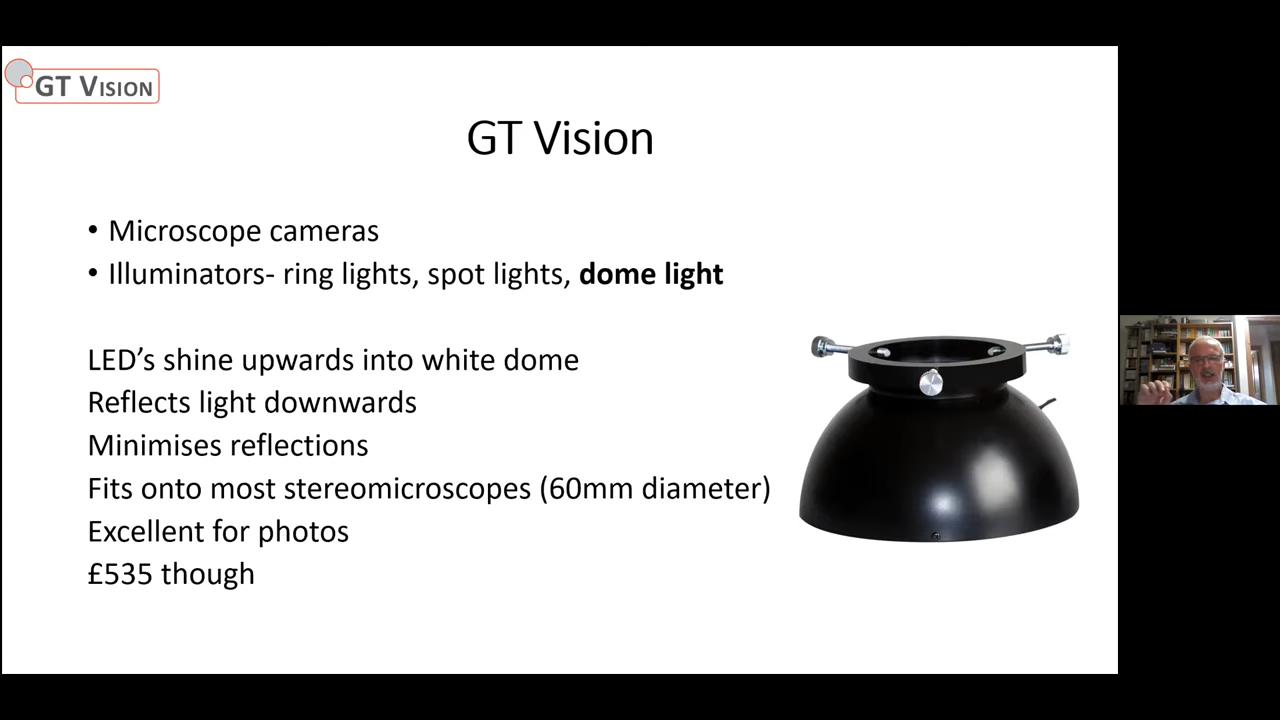 GT VISION
GT Vision
• Microscope cameras
• Illuminators- ring lights, spot lights, dome light
LED’s shine upwards into white dome
Reflects light downwards
Minimises reflections
Fits onto most stereomicroscopes (60mm diameter)
Excellent for photos
£535 though